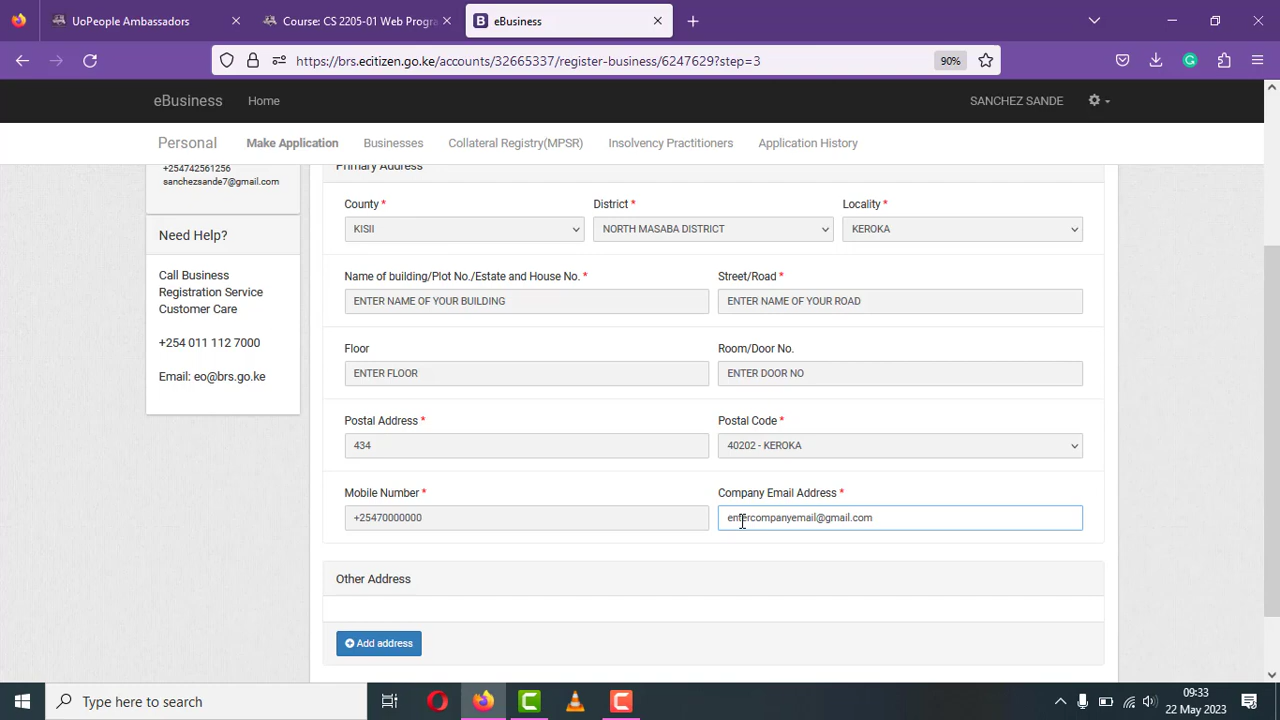 UoPeople Ambassadors
Course: CS 2205-01 Web Progra
eBusiness
https://brs.ecitizen.go.ke/accounts/32665337/register-business/6247629?step=3
90%
eBusiness
Home
SANCHEZ SANDE
Personal
Make Application
Businesses
Collateral Registry(MPSR)
Insolvency Practitioners
Application History
+254742561256
sanchezsande7@gmail.com
Need Help?
Call Business
Registration Service
Customer Care
+254 011 112 7000
Email: eo@brs.go.ke
Primary Address
County *
District *
Locality *
KISII
NORTH MASABA DISTRICT
KEROKA
Name of building/Plot No./Estate and House No. *
Street/Road *
ENTER NAME OF YOUR BUILDING
ENTER NAME OF YOUR ROAD
Floor
Room/Door No.
ENTER FLOOR
ENTER DOOR NO
Postal Address *
Postal Code *
434
40202 - KEROKA
Mobile Number *
Company Email Address *
+25470000000
entercompanyemail@gmail.com
Other Address
Add address
Type here to search
09:33
22 May 2023